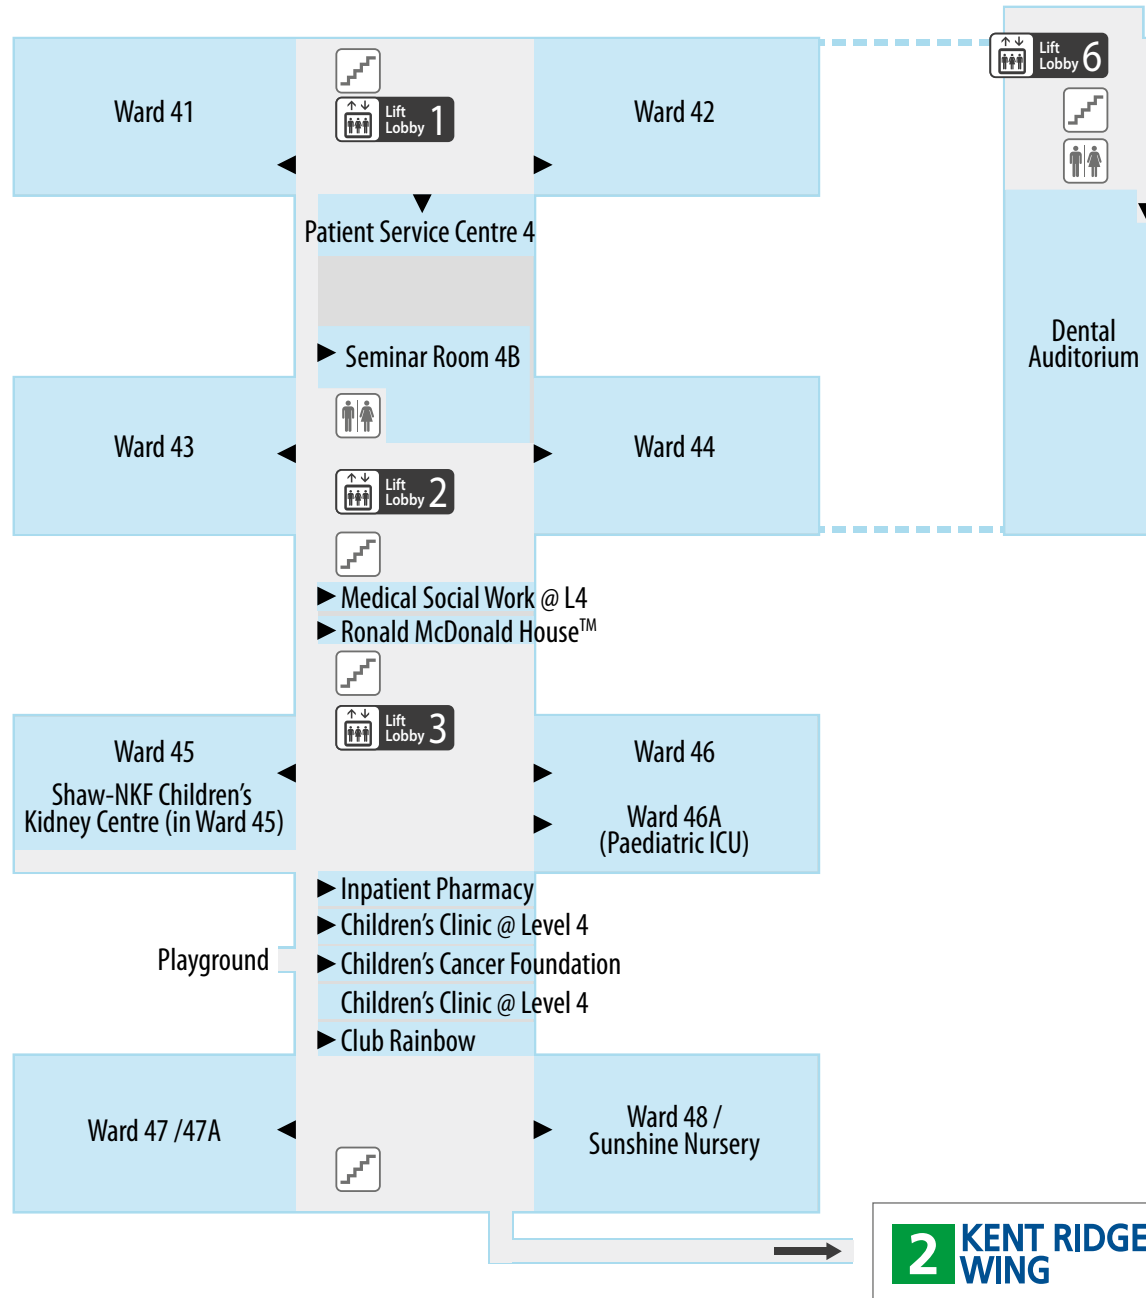 Ward 41
Lift
Lobby 1
Ward 42
Lift
Lobby 6
Patient Service Centre 4
Seminar Room 4B
Dental
Auditorium
Ward 43
Ward 44
Lift
Lobby 2
Medical Social Work @ L4
Ronald McDonald House™
Lift
Lobby 3
Ward 45
Shaw-NKF Children's
Kidney Centre (in Ward 45)
Ward 46
Ward 46A
(Paediatric ICU)
Inpatient Pharmacy
Children's Clinic @ Level 4
Playground
Children's Cancer Foundation
Children's Clinic @ Level 4
Club Rainbow
Ward 47 /47A
Ward 48 /
Sunshine Nursery
2 KENT RIDGE
WING